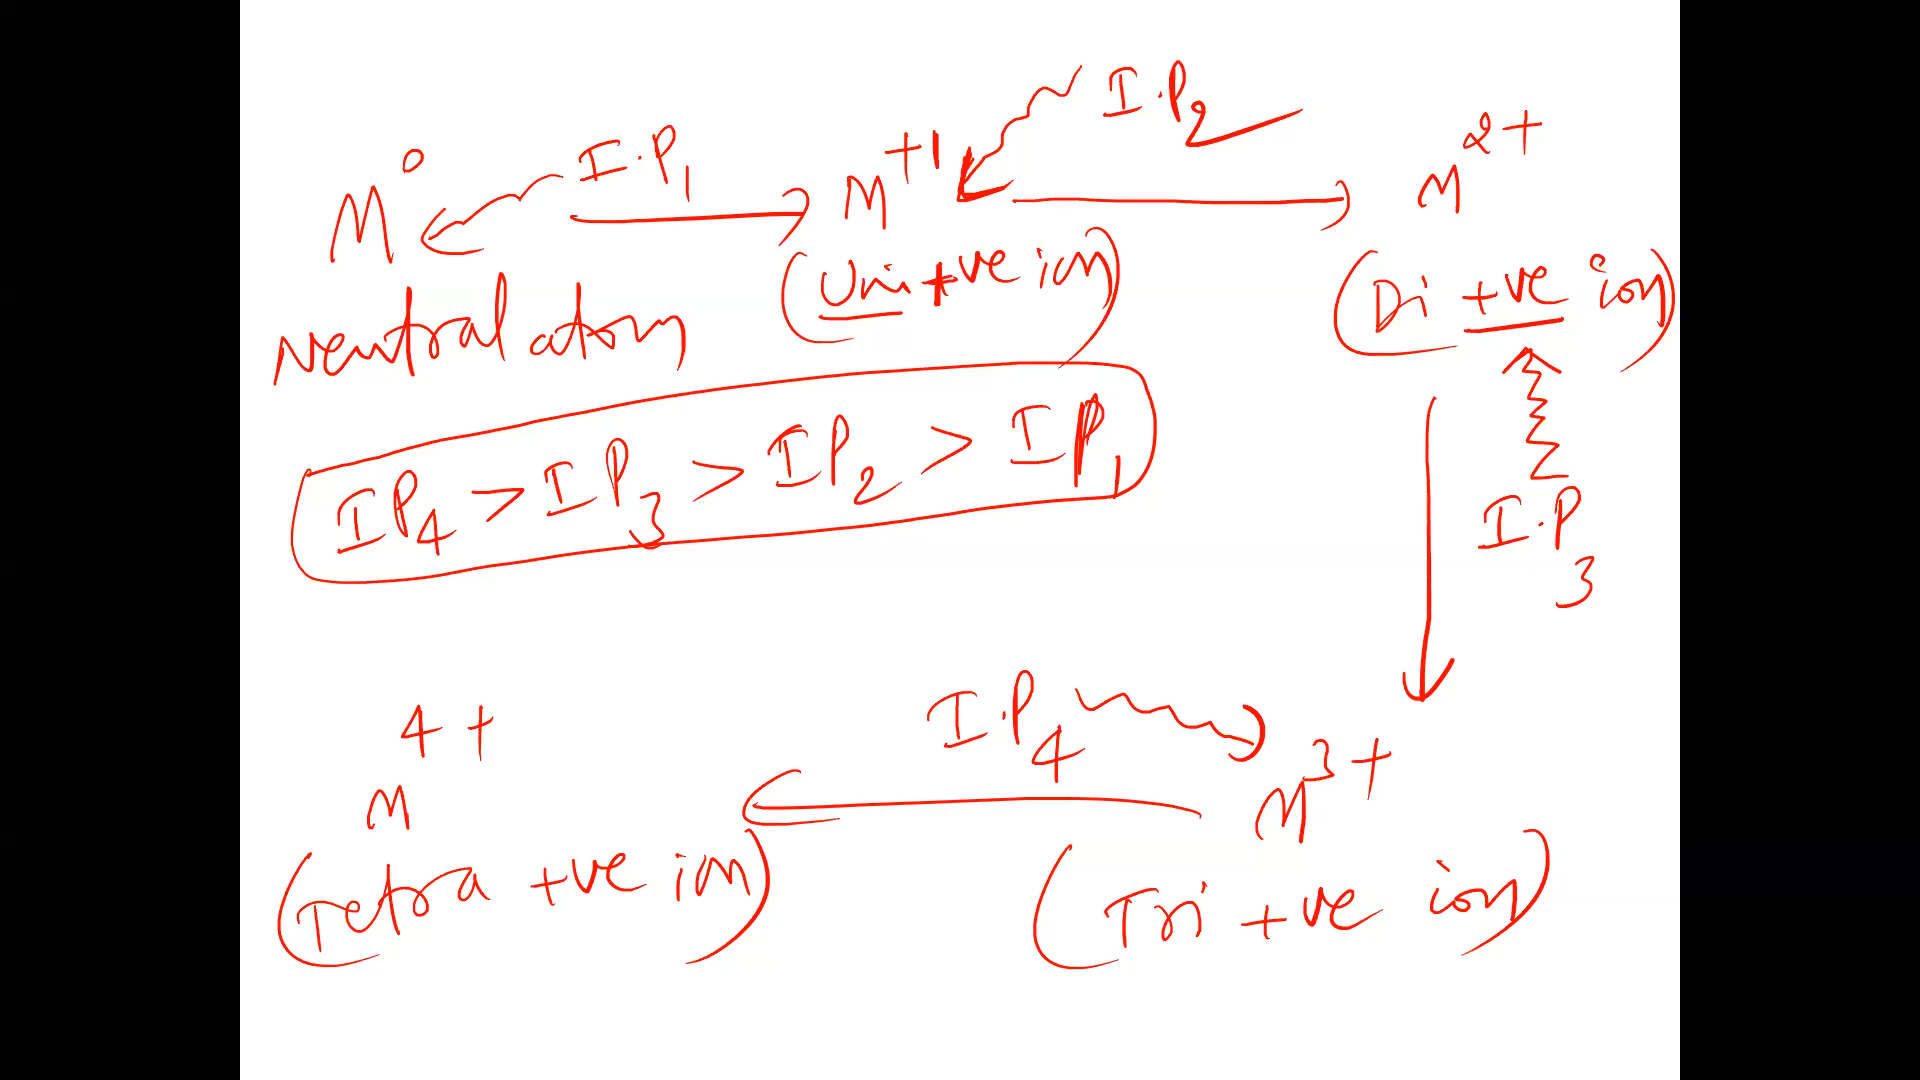 M⁰ I.P₁ M⁺¹ I.P₂ M²⁺
Neutral atom (Uni +ve ion) (Di +ve ion)
IP₄ > IP₃ > IP₂ > IP₁
I.P₃
M⁴⁺ I.P₄ M³⁺
(Tetra +ve ion) (Tri +ve ion)